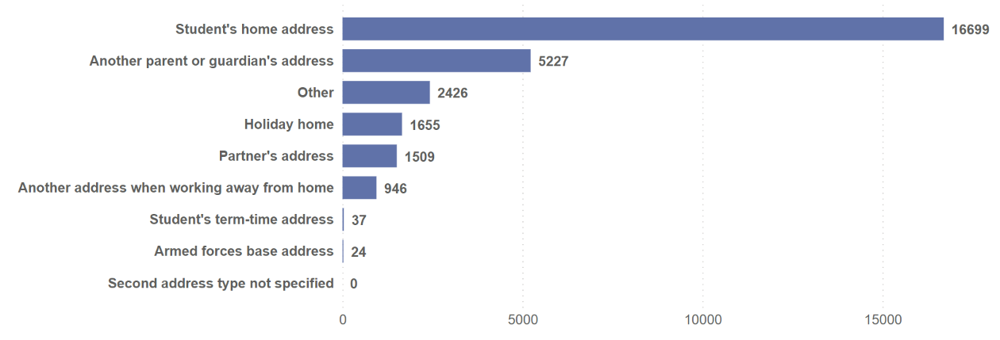 Student's home address 16699
Another parent or guardian's address 5227
Other 2426
Holiday home 1655
Partner's address 1509
Another address when working away from home 946
Student's term-time address 37
Armed forces base address 24
Second address type not specified 0
0 5000 10000 15000